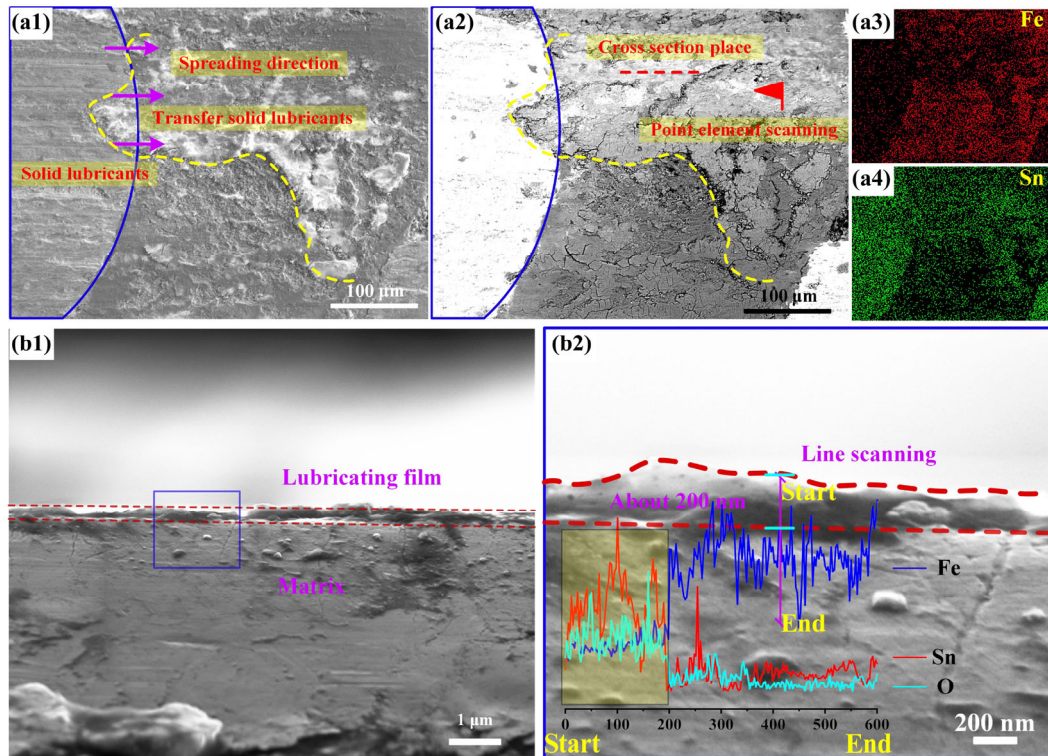 (a1)
Spreading direction
Transfer solid lubricants
Solid lubricants
100 μm
(a2)
Cross section place
Point element scanning
100 μm
(a3)
Fe
(a4)
Sn
(b1)
Lubricating film
Matrix
1 μm
(b2)
Line scanning
Start
About 200 nm
Fe
End
Sn
O
0 100 200 300 400 500 600
Start
End
200 nm